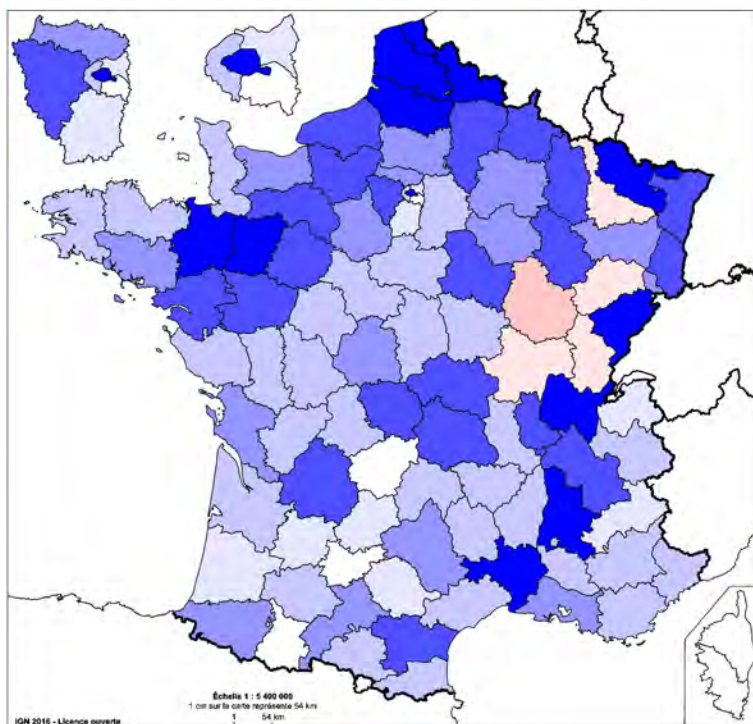 Échelle 1 : 5 400 000
1 cm sur la carte représente 54 km
1 54 km
IGN 2016 - Licence ouverte